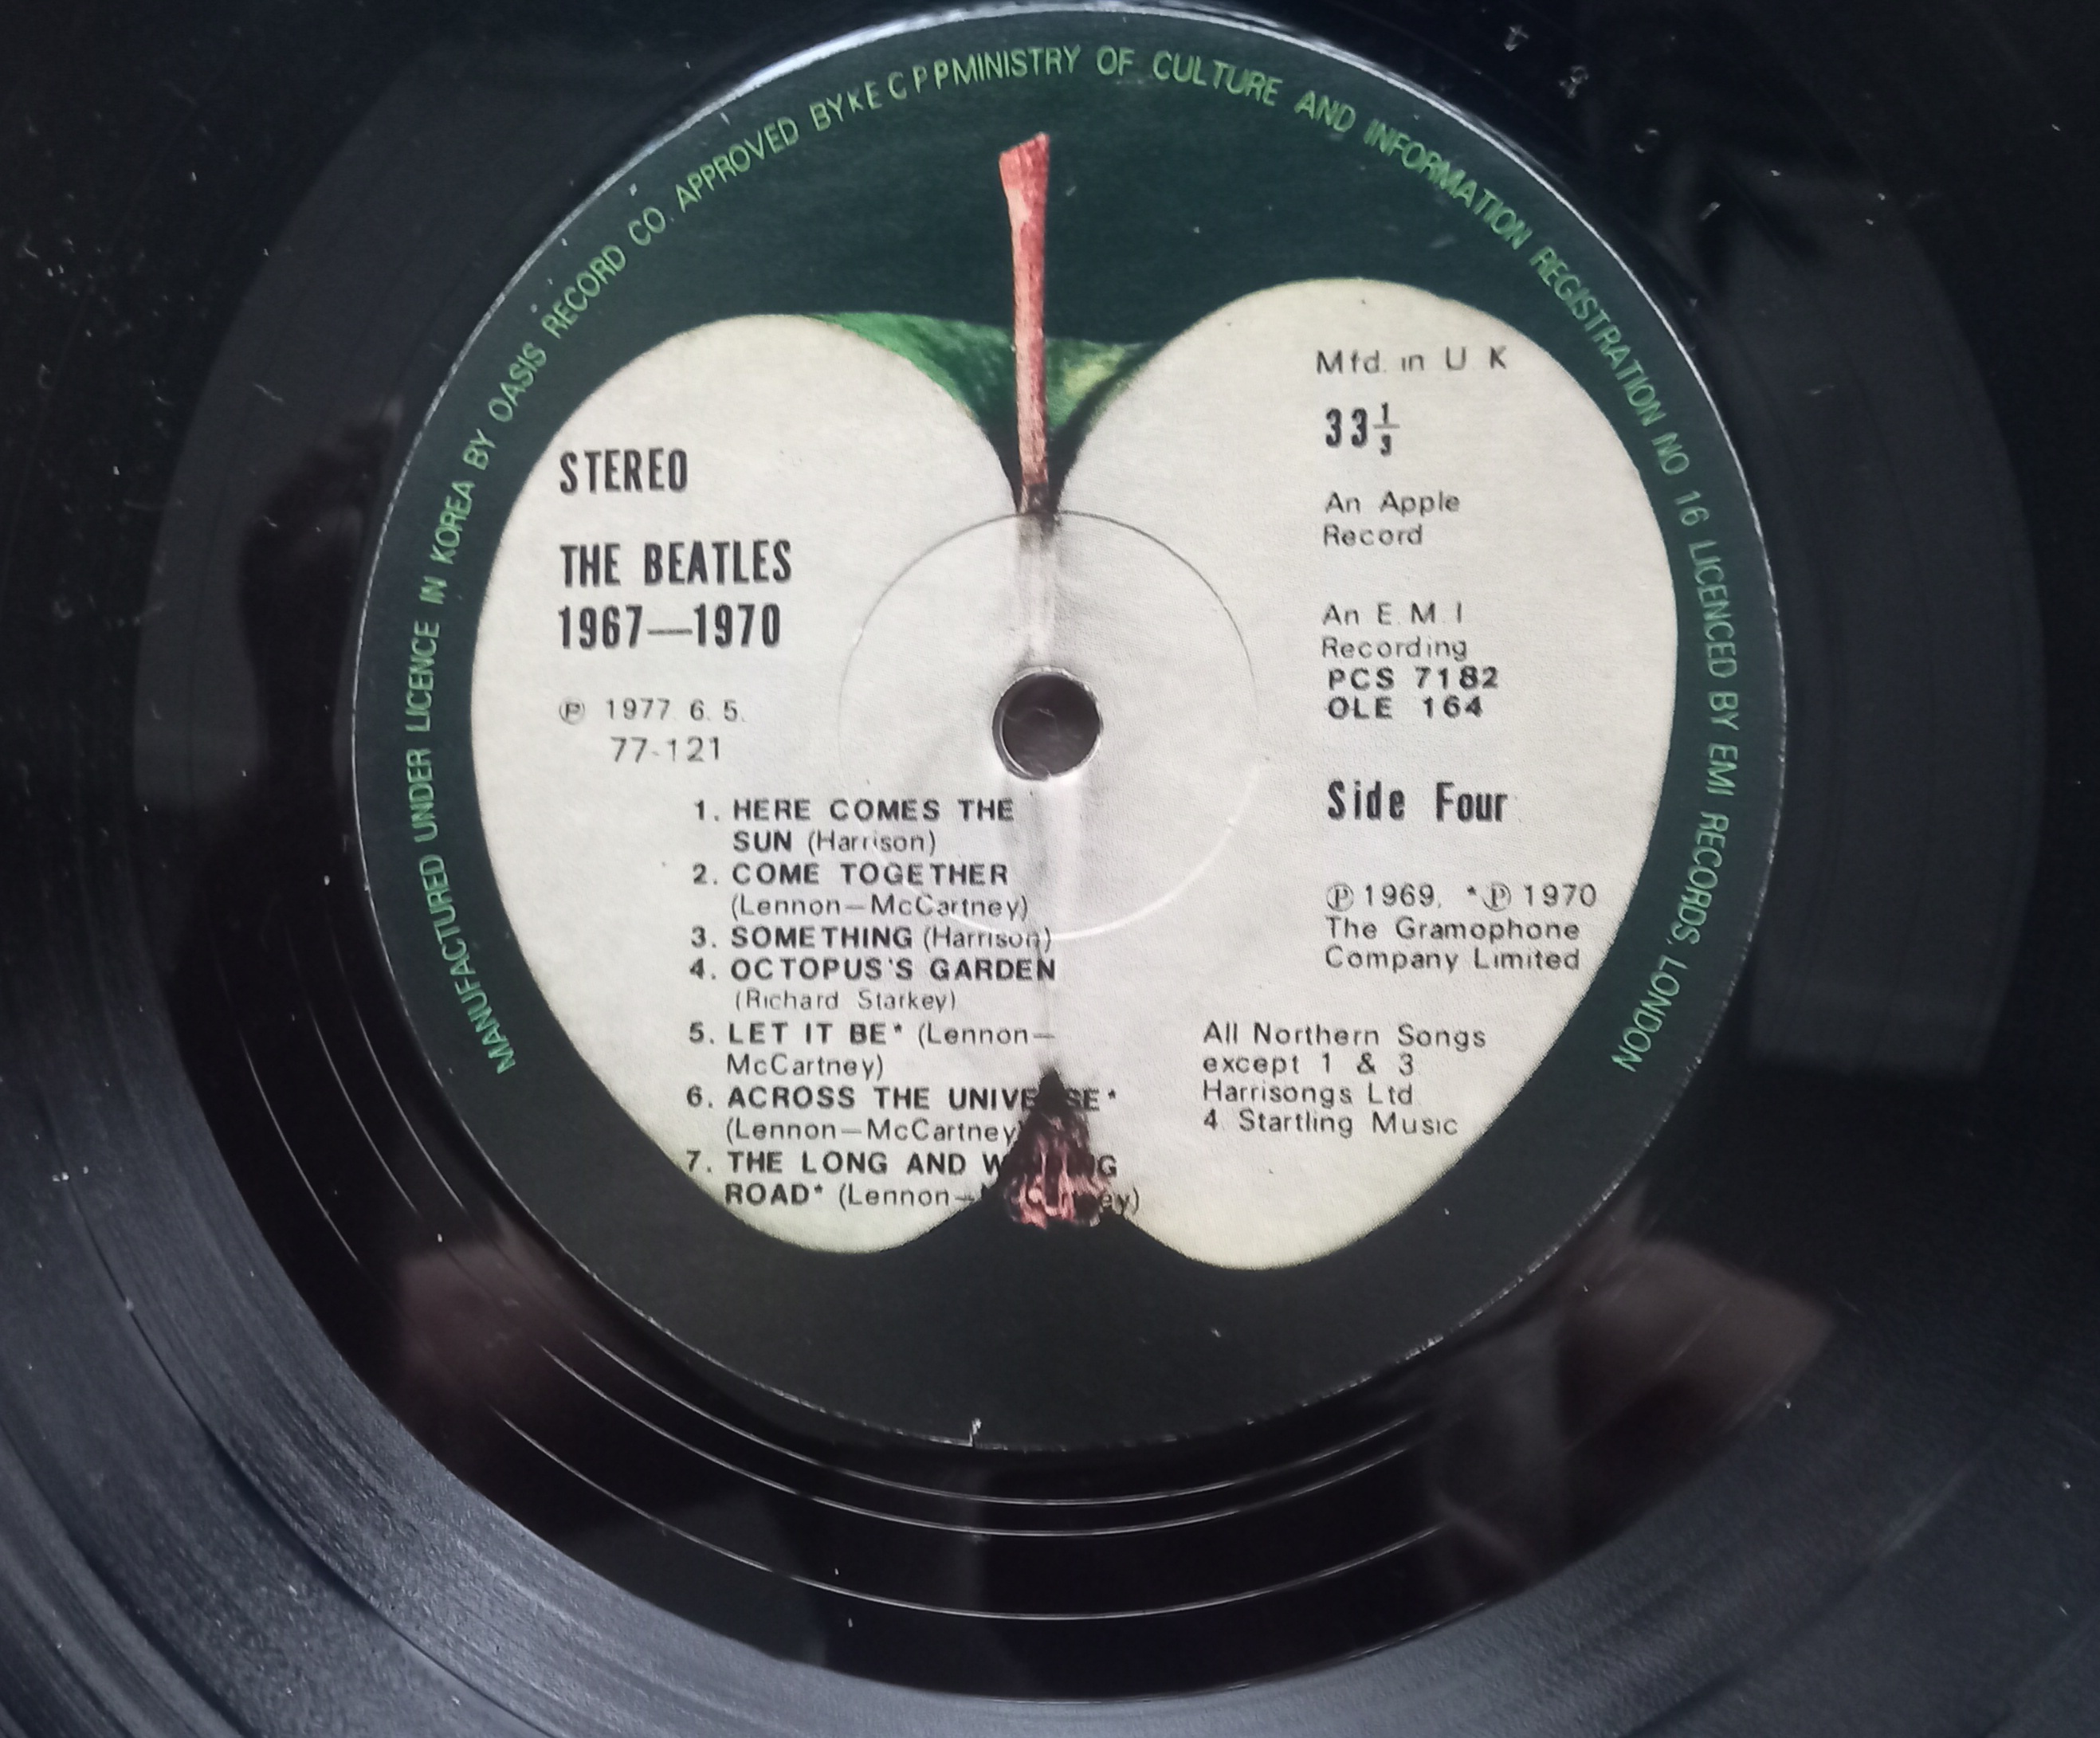 MANUFACTURED UNDER LICENCE IN KOREA BY OASIS RECORD CO. APPROVED BY K E C P P MINISTRY OF CULTURE AND INFORMATION REGISTRATION NO 16 LICENCED BY EMI RECORDS, LONDON
STEREO
THE BEATLES
1967—1970
Ⓟ 1977 6. 5.
77-121
1. HERE COMES THE
SUN (Harrison)
2. COME TOGETHER
(Lennon—McCartney)
3. SOMETHING (Harrison)
4. OCTOPUS'S GARDEN
(Richard Starkey)
5. LET IT BE* (Lennon—
McCartney)
6. ACROSS THE UNIVERSE*
(Lennon—McCartney)
7. THE LONG AND WINDING
ROAD* (Lennon—McCartney)
Mfd. in U K
33⅓
An Apple
Record
An E.M.I
Recording
PCS 7182
OLE 164
Side Four
Ⓟ 1969, *Ⓟ 1970
The Gramophone
Company Limited
All Northern Songs
except 1 & 3
Harrisongs Ltd
4. Startling Music